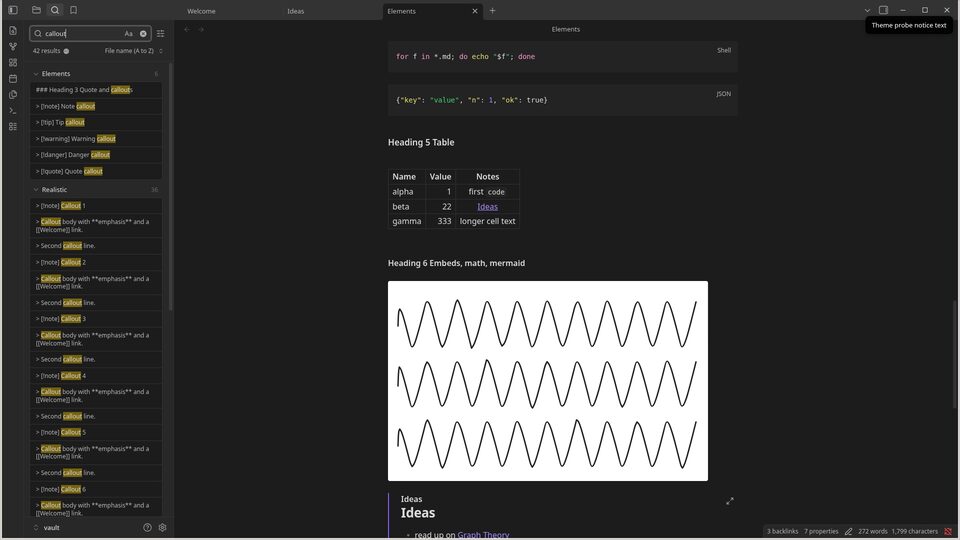 Welcome
Ideas
Elements
Theme probe notice text
callout
Aa
42 results
File name (A to Z)
Elements
6
### Heading 3 Quote and callouts
> [!note] Note callout
> [!tip] Tip callout
> [!warning] Warning callout
> [!danger] Danger callout
> [!quote] Quote callout
Realistic
36
> [!note] Callout 1
> Callout body with **emphasis** and a
[[Welcome]] link.
> Second callout line.
> [!note] Callout 2
> Callout body with **emphasis** and a
[[Welcome]] link.
> Second callout line.
> [!note] Callout 3
> Callout body with **emphasis** and a
[[Welcome]] link.
> Second callout line.
> [!note] Callout 4
> Callout body with **emphasis** and a
[[Welcome]] link.
> Second callout line.
> [!note] Callout 5
> Callout body with **emphasis** and a
[[Welcome]] link.
> Second callout line.
> [!note] Callout 6
> Callout body with **emphasis** and a
[[Welcome]] link.
vault
Elements
Shell
for f in *.md; do echo "$f"; done
JSON
{"key": "value", "n": 1, "ok": true}
Heading 5 Table
Name Value Notes
alpha 1 first code
beta 22 Ideas
gamma 333 longer cell text
Heading 6 Embeds, math, mermaid
Ideas
Ideas
• read up on Graph Theory
3 backlinks 7 properties 272 words 1,799 characters